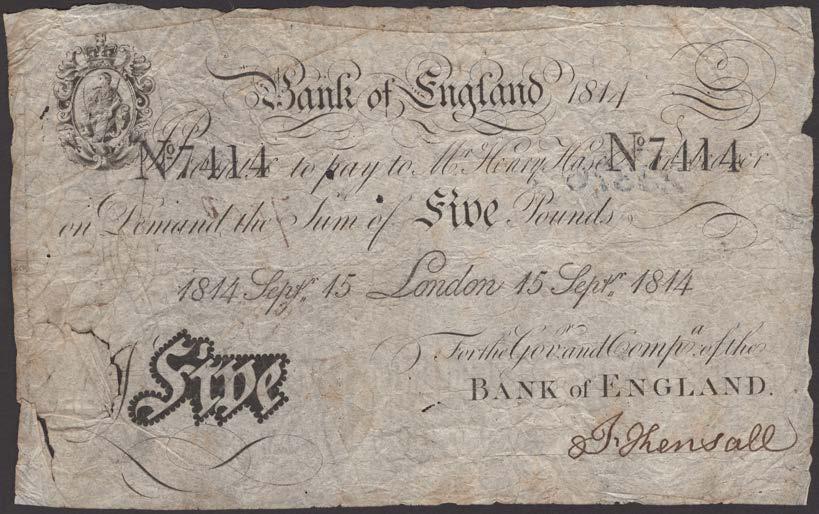 Bank of England 1814
No. 7414 I Promise to pay to Mr. Henry Hase No. 7414 or bearer
on Demand the Sum of Five Pounds
1814 Septr. 15 London 15 Septr. 1814
For the Govr. and Compa. of the
Five
BANK of ENGLAND.